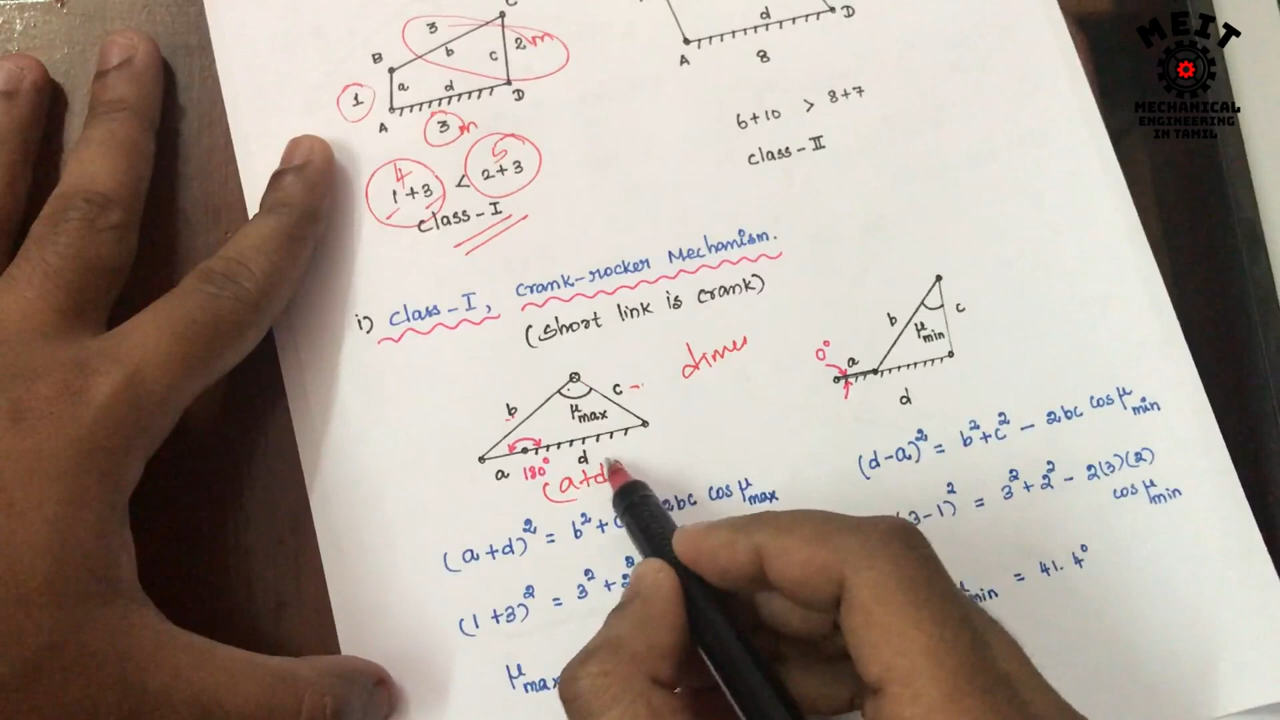 3
B
b
2m
a
c
1
d
D
A
3m
4
5
1+3 < 2+3
class-I
d
D
A
8
6+10 > 8+7
class-II
MEIT
MECHANICAL
ENGINEERING
IN TAMIL
i) class-I, crank-rocker Mechanism.
(short link is crank)
b
c
μmax
a
180°
d
(a+d
0°
a
b
c
μmin
d
(a+d)² = b²+c 2bc cos μmax
(1+3)² = 3²+2²
μmax
(d-a)² = b²+c² - 2bc cos μmin
(3-1)² = 3²+2² - 2(3)(2)
cos μmin
min = 41.4°